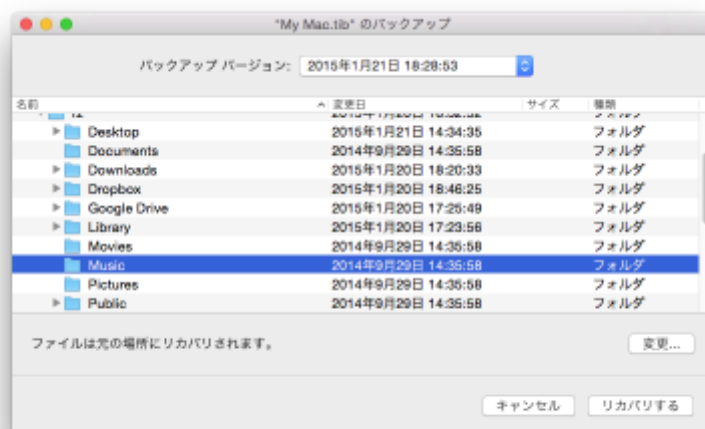 "My Mac.tib" のバックアップ
バックアップ バージョン: 2015年1月21日 18:28:53
名前 変更日 サイズ 種類
Desktop 2015年1月21日 14:34:35 フォルダ
Documents 2014年9月29日 14:35:58 フォルダ
Downloads 2015年1月20日 18:20:33 フォルダ
Dropbox 2015年1月20日 18:46:25 フォルダ
Google Drive 2015年1月20日 17:25:49 フォルダ
Library 2015年1月20日 17:23:56 フォルダ
Movies 2014年9月29日 14:35:58 フォルダ
Music 2014年9月29日 14:35:58 フォルダ
Pictures 2014年9月29日 14:35:58 フォルダ
Public 2014年9月29日 14:35:58 フォルダ
ファイルは元の場所にリカバリされます。 変更...
キャンセル リカバリする